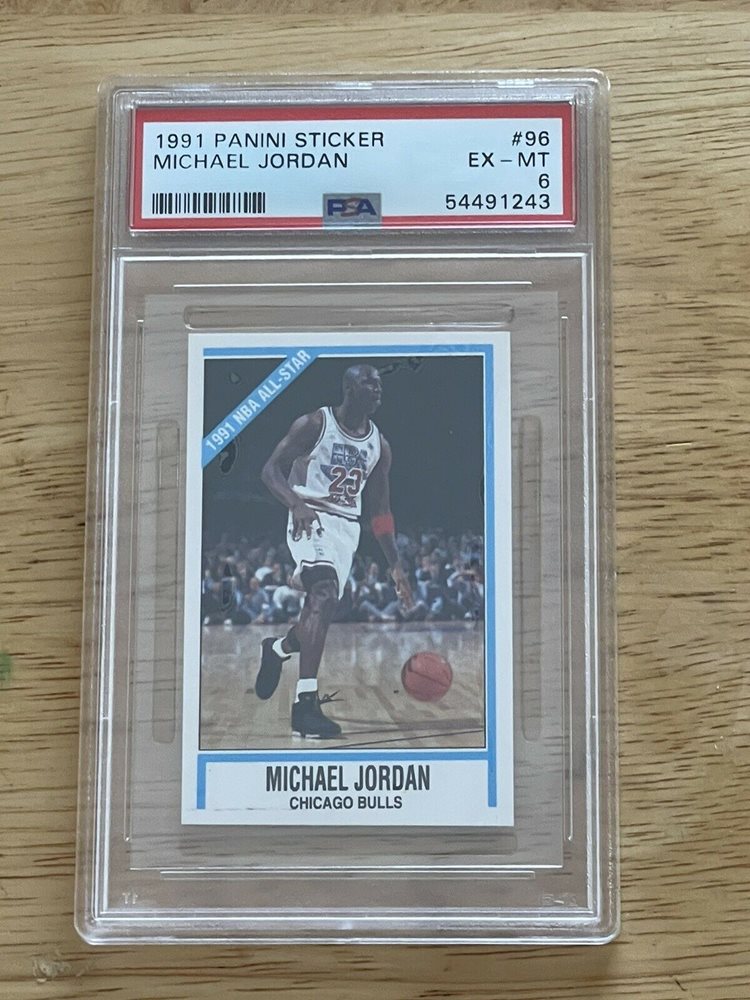 1991 PANINI STICKER #96
MICHAEL JORDAN EX - MT
6
PSA 54491243
1991 NBA ALL-STAR
23
MICHAEL JORDAN
CHICAGO BULLS